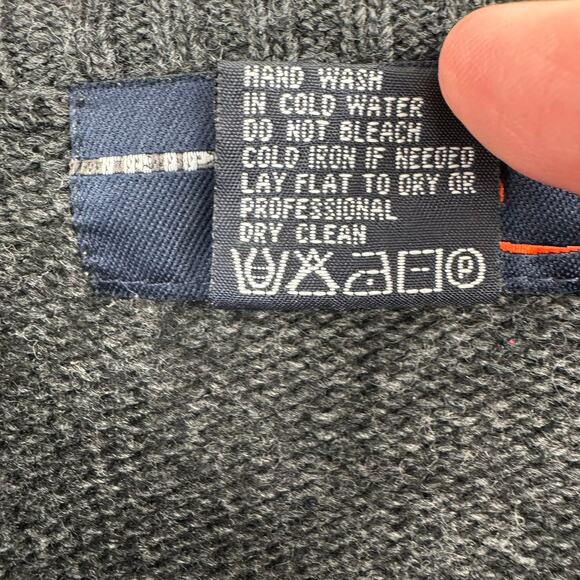 HAND WASH
IN COLD WATER
DO NOT BLEACH
COLD IRON IF NEEDED
LAY FLAT TO DRY OR
PROFESSIONAL
DRY CLEAN
P